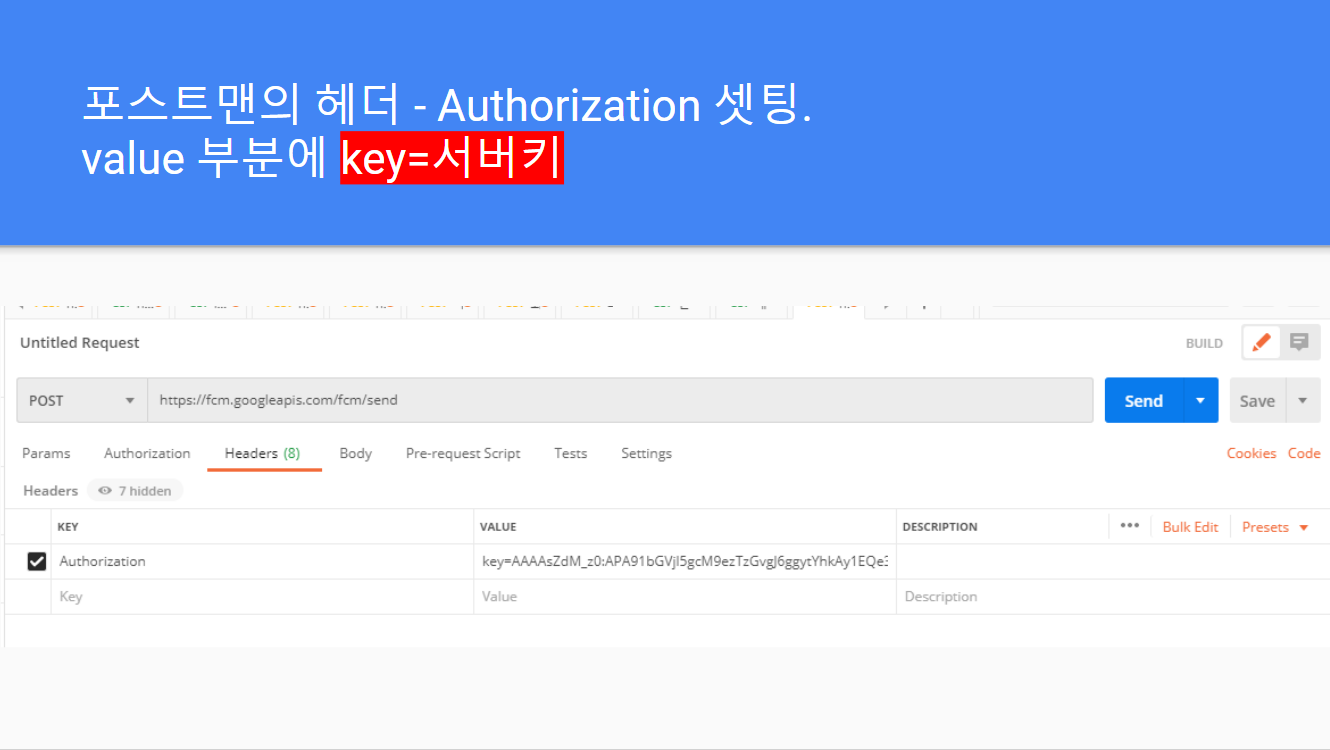 포스트맨의 헤더 - Authorization 셋팅.
value 부분에 key=서버키
Untitled Request
BUILD
POST
https://fcm.googleapis.com/fcm/send
Send
Save
Params Authorization Headers (8) Body Pre-request Script Tests Settings
Cookies Code
Headers 7 hidden
KEY VALUE DESCRIPTION ••• Bulk Edit Presets
Authorization key=AAAAsZdM_z0:APA91bGVjI5gcM9ezTzGvgJ6ggytYhkAy1EQe3
Key Value Description